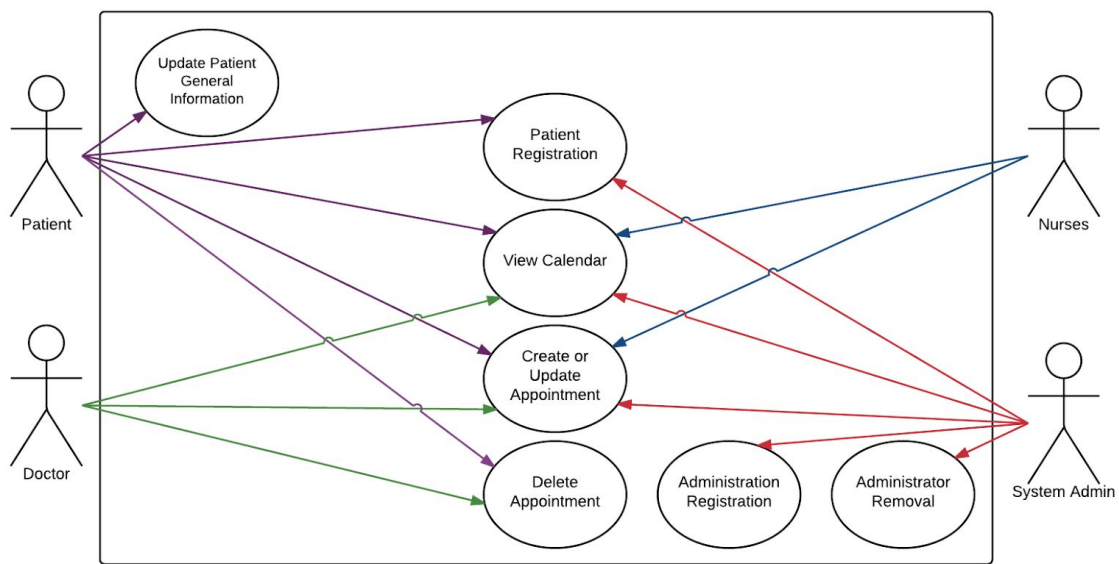 Update Patient
General
Information
Patient
Registration
Patient
Nurses
View Calendar
Create or
Update
Appointment
Doctor
Delete
Appointment
Administration
Registration
Administrator
Removal
System Admin